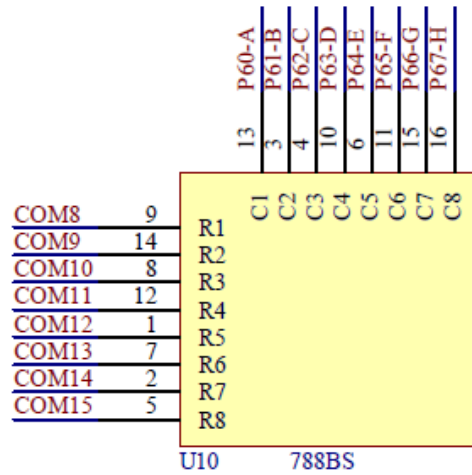 P60-A
P61-B
P62-C
P63-D
P64-E
P65-F
P66-G
P67-H
13
3
4
10
6
11
15
16
C1
C2
C3
C4
C5
C6
C7
C8
COM8 9 R1
COM9 14 R2
COM10 8 R3
COM11 12 R4
COM12 1 R5
COM13 7 R6
COM14 2 R7
COM15 5 R8
U10 788BS